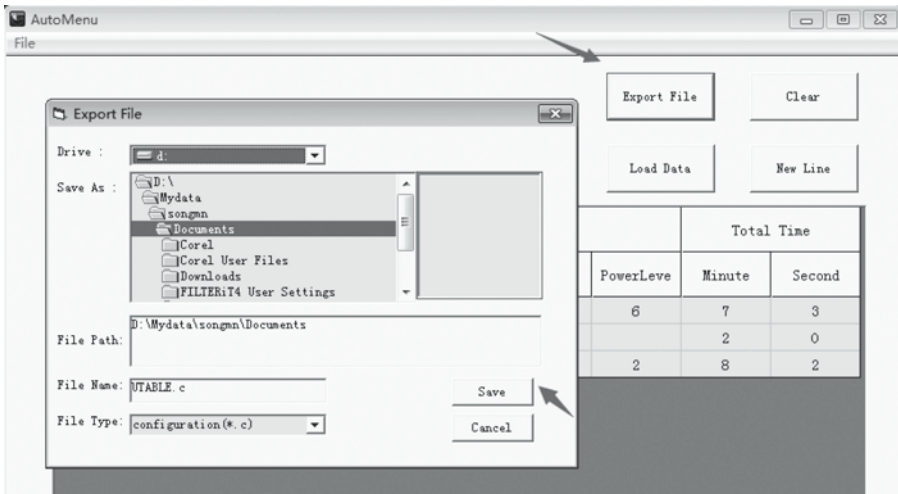 AutoMenu
File
Export File
Clear
Load Data
New Line
Export File
Drive :
d:
Save As :
D:\
Mydata
songmn
Documents
Corel
Corel User Files
Downloads
FILTERiT4 User Settings
File Path:
D:\Mydata\songmn\Documents
File Name:
UTABLE.c
Save
File Type:
configuration(*.c)
Cancel
Total Time
PowerLeve Minute Second
6 7 3
2 0
2 8 2